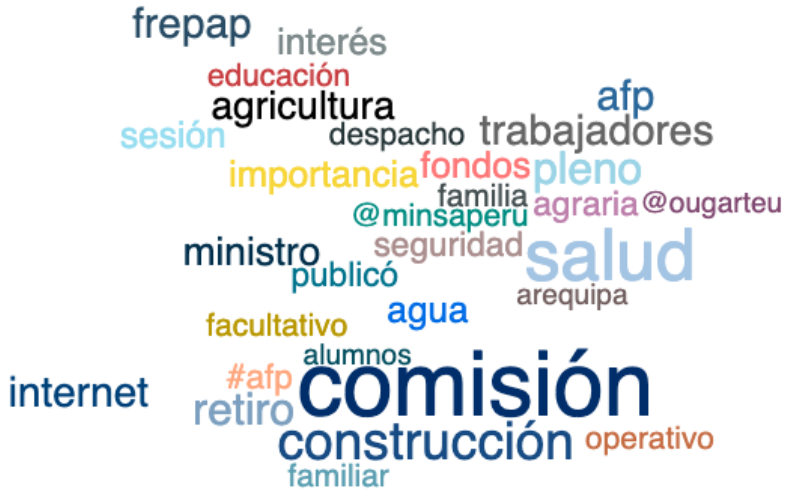 frepap
interés
educación
agricultura
afp
sesión
despacho
trabajadores
importancia
fondos
pleno
familia
agraria
@ougarteu
@minsaperu
ministro
seguridad
salud
publicó
arequipa
agua
facultativo
alumnos
internet
#afp
comisión
retiro
construcción
operativo
familiar